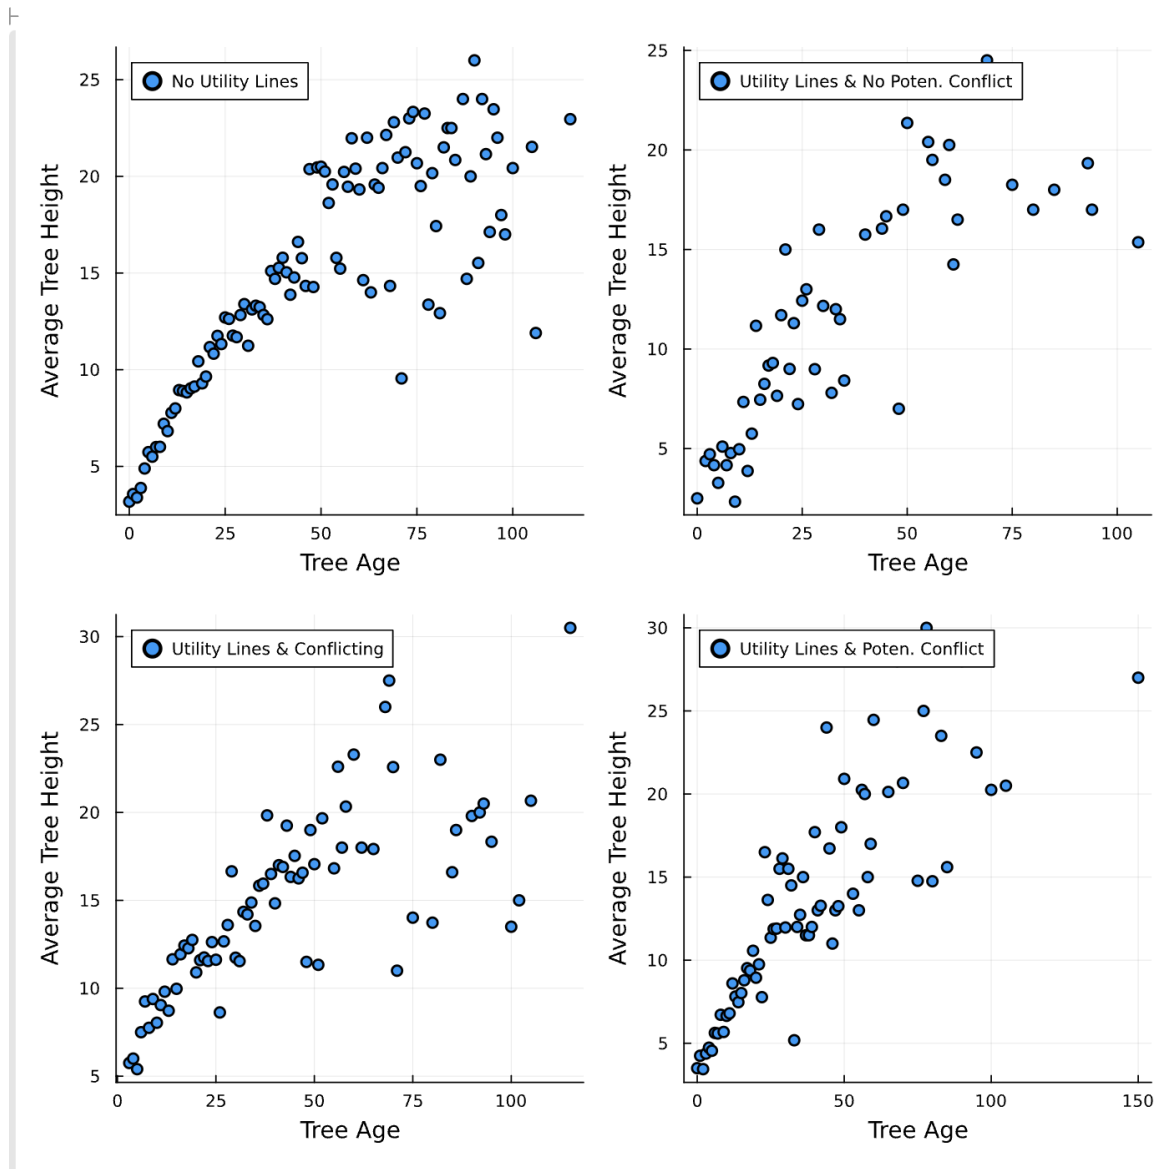 25
20
15
10
5
Average Tree Height
No Utility Lines
0 25 50 75 100
Tree Age
25
20
15
10
5
Average Tree Height
Utility Lines & No Poten. Conflict
0 25 50 75 100
Tree Age
30
25
20
15
10
5
Average Tree Height
Utility Lines & Conflicting
0 25 50 75 100
Tree Age
30
25
20
15
10
5
Average Tree Height
Utility Lines & Poten. Conflict
0 50 100 150
Tree Age